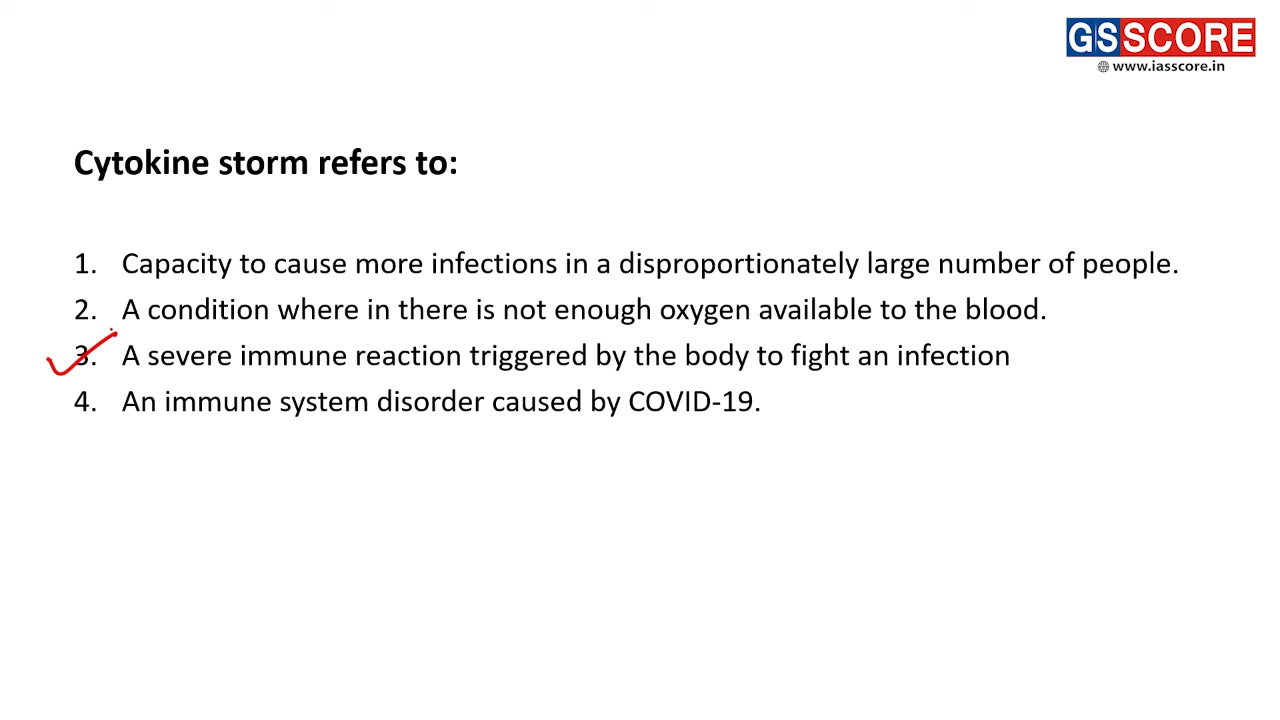 GSSCORE
www.iasscore.in
Cytokine storm refers to:
1. Capacity to cause more infections in a disproportionately large number of people.
2. A condition where in there is not enough oxygen available to the blood.
3. A severe immune reaction triggered by the body to fight an infection
4. An immune system disorder caused by COVID-19.